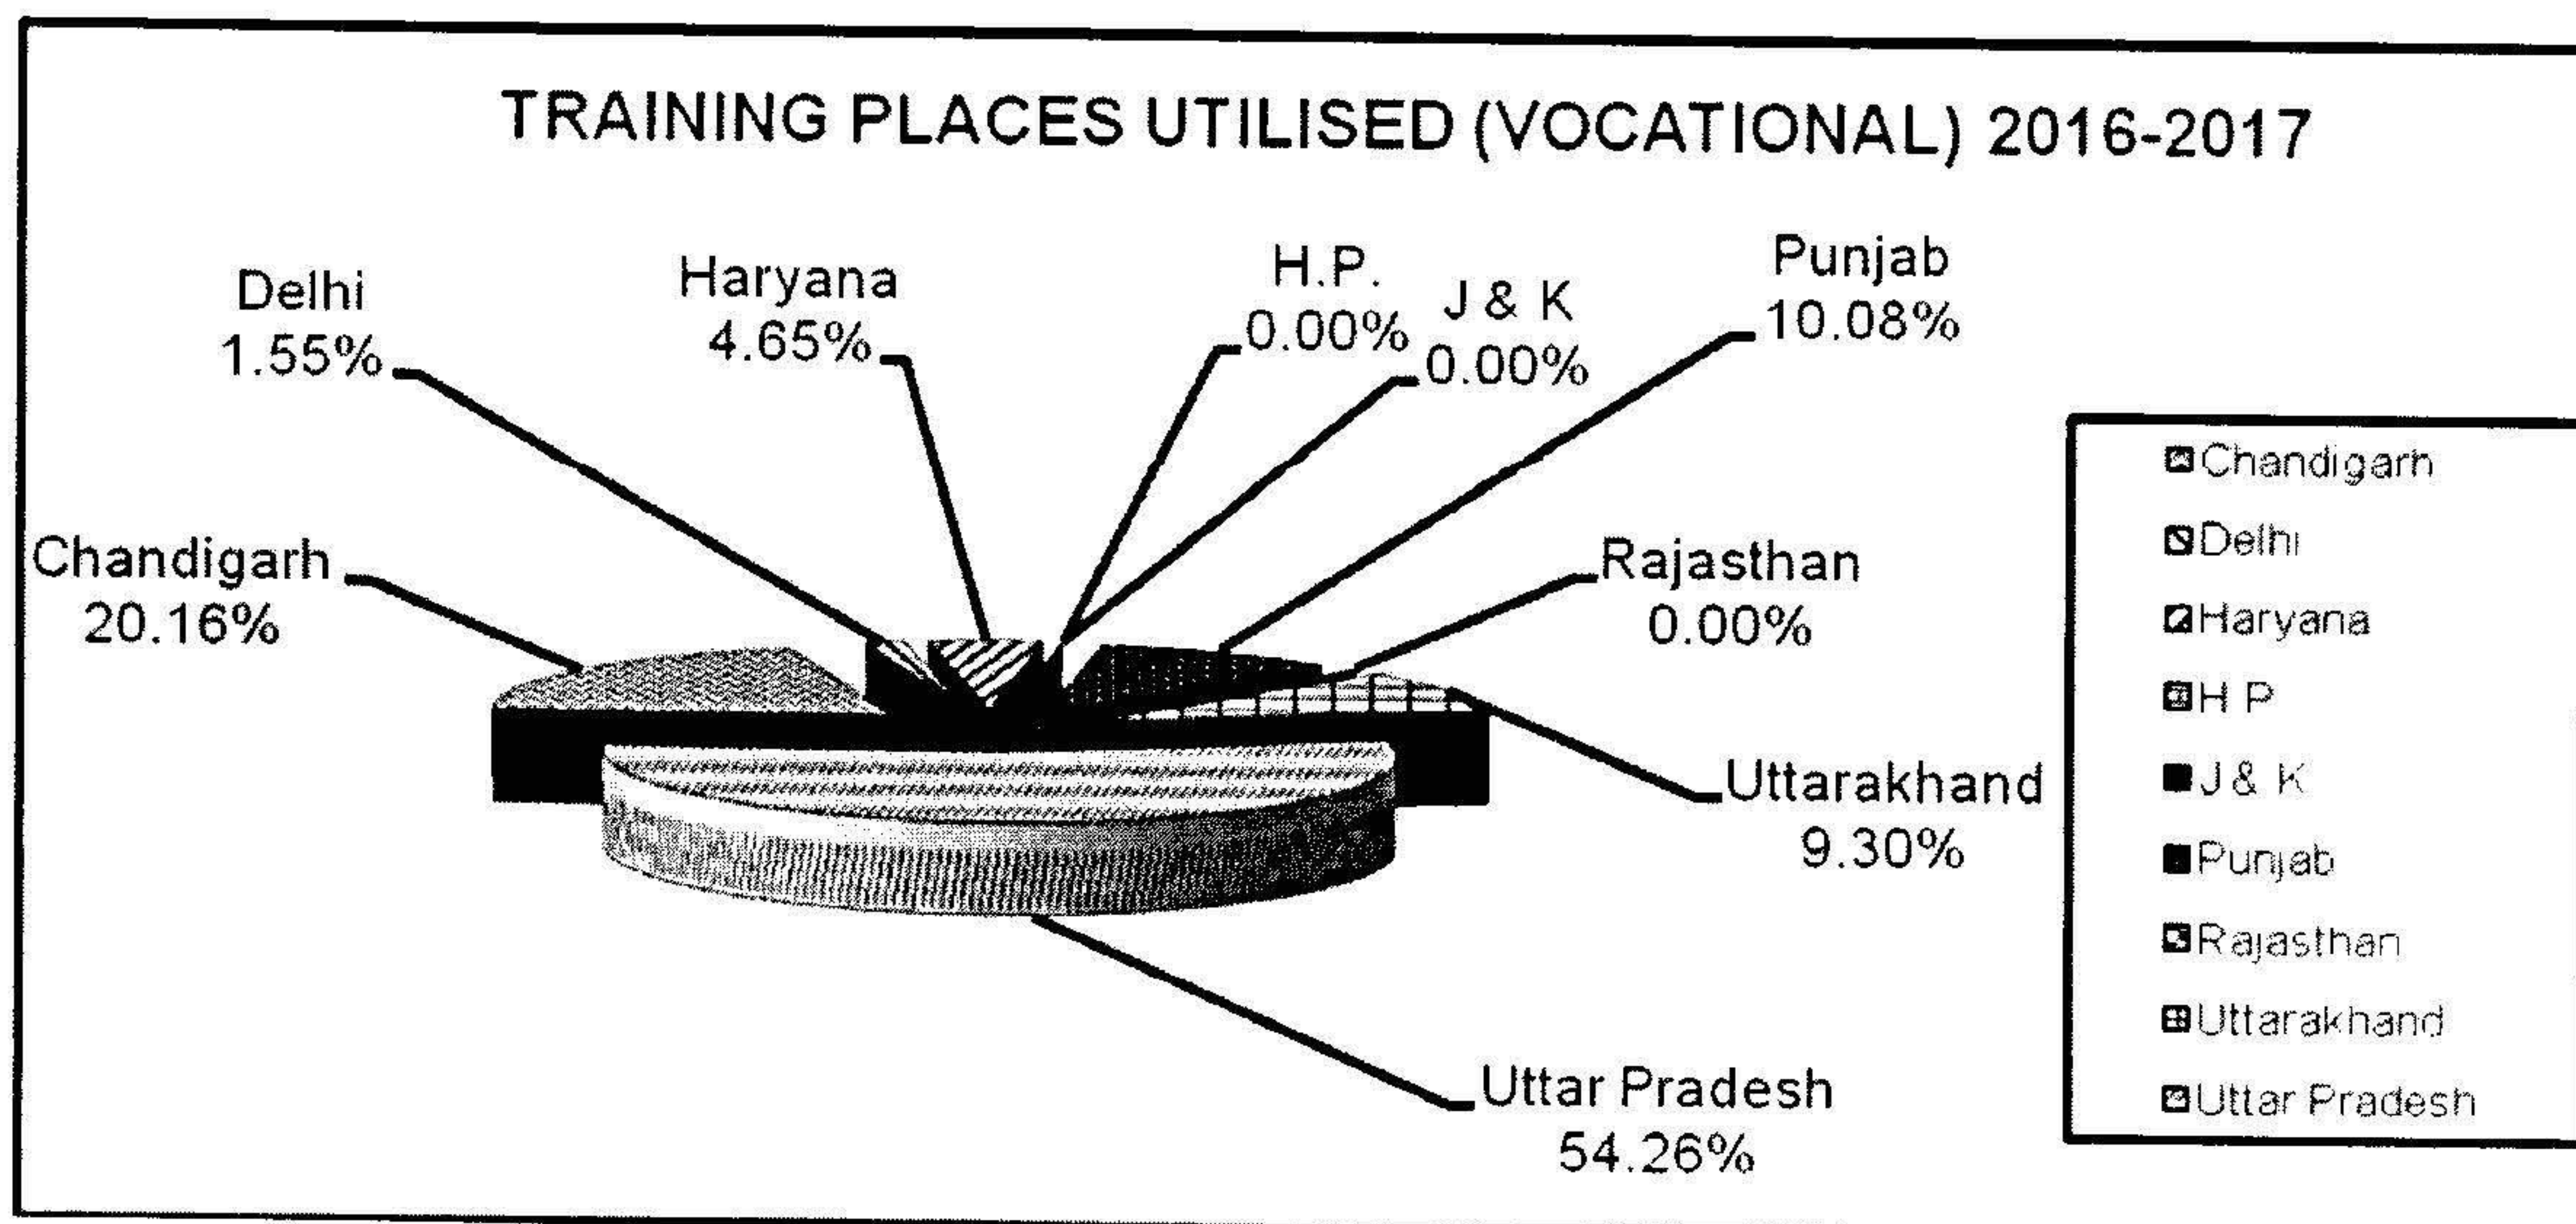 TRAINING PLACES UTILISED (VOCATIONAL) 2016-2017
Delhi
1.55%
Haryana
4.65%
H.P.
0.00%
J & K
0.00%
Punjab
10.08%
Chandigarh
20.16%
Rajasthan
0.00%
Uttarakhand
9.30%
Uttar Pradesh
54.26%
Chandigarh
Delhi
Haryana
H P
J & K
Punjab
Rajasthan
Uttarakhand
Uttar Pradesh